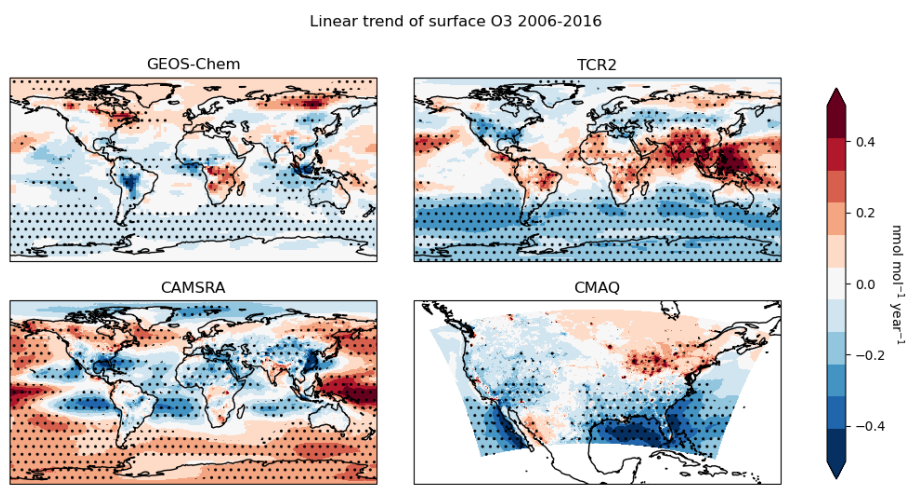 Linear trend of surface O3 2006-2016
GEOS-Chem
TCR2
CAMSRA
CMAQ
0.4
0.2
0.0
−0.2
−0.4
nmol mol⁻¹ year⁻¹